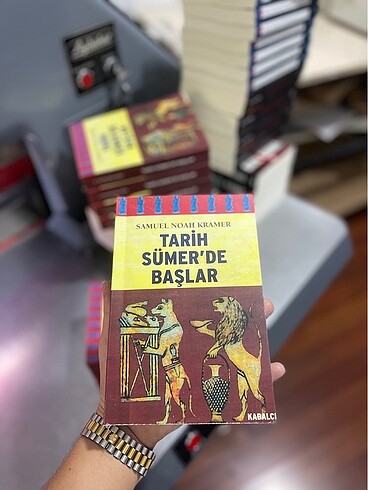 SAMUEL NOAH KRAMER
TARİH
SÜMER'DE
BAŞLAR
KABALCI